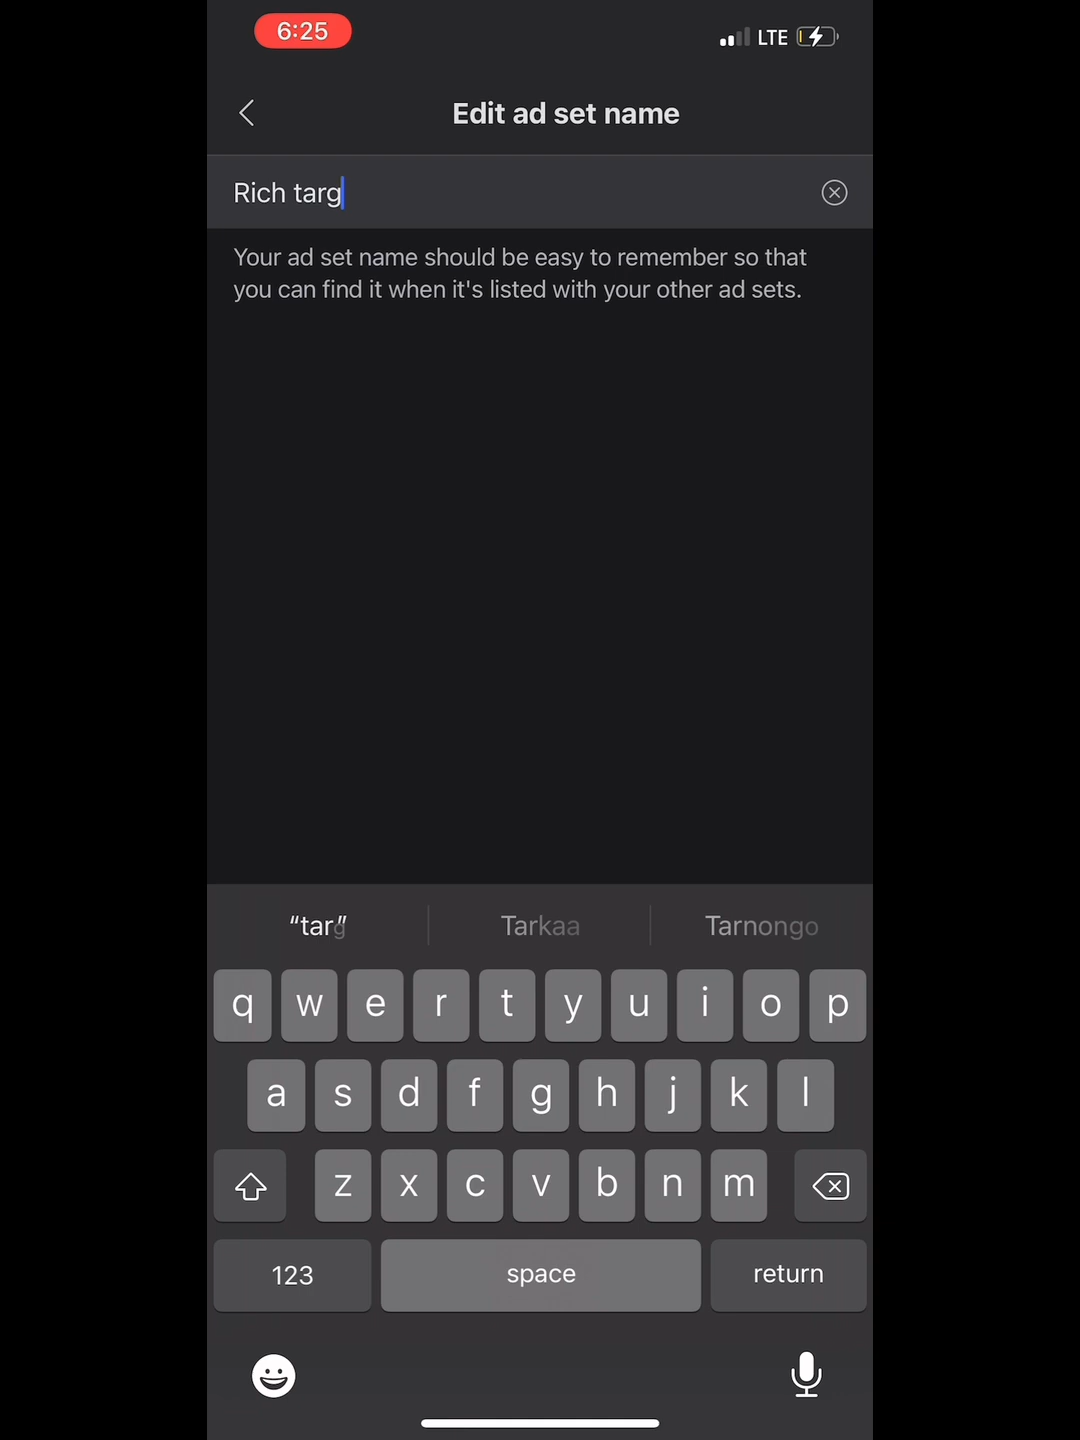 6:25
LTE
Edit ad set name
Rich targ
Your ad set name should be easy to remember so that
you can find it when it's listed with your other ad sets.
“targ” Tarkaa Tarnongo
q w e r t y u i o p
a s d f g h j k l
z x c v b n m
123 space return